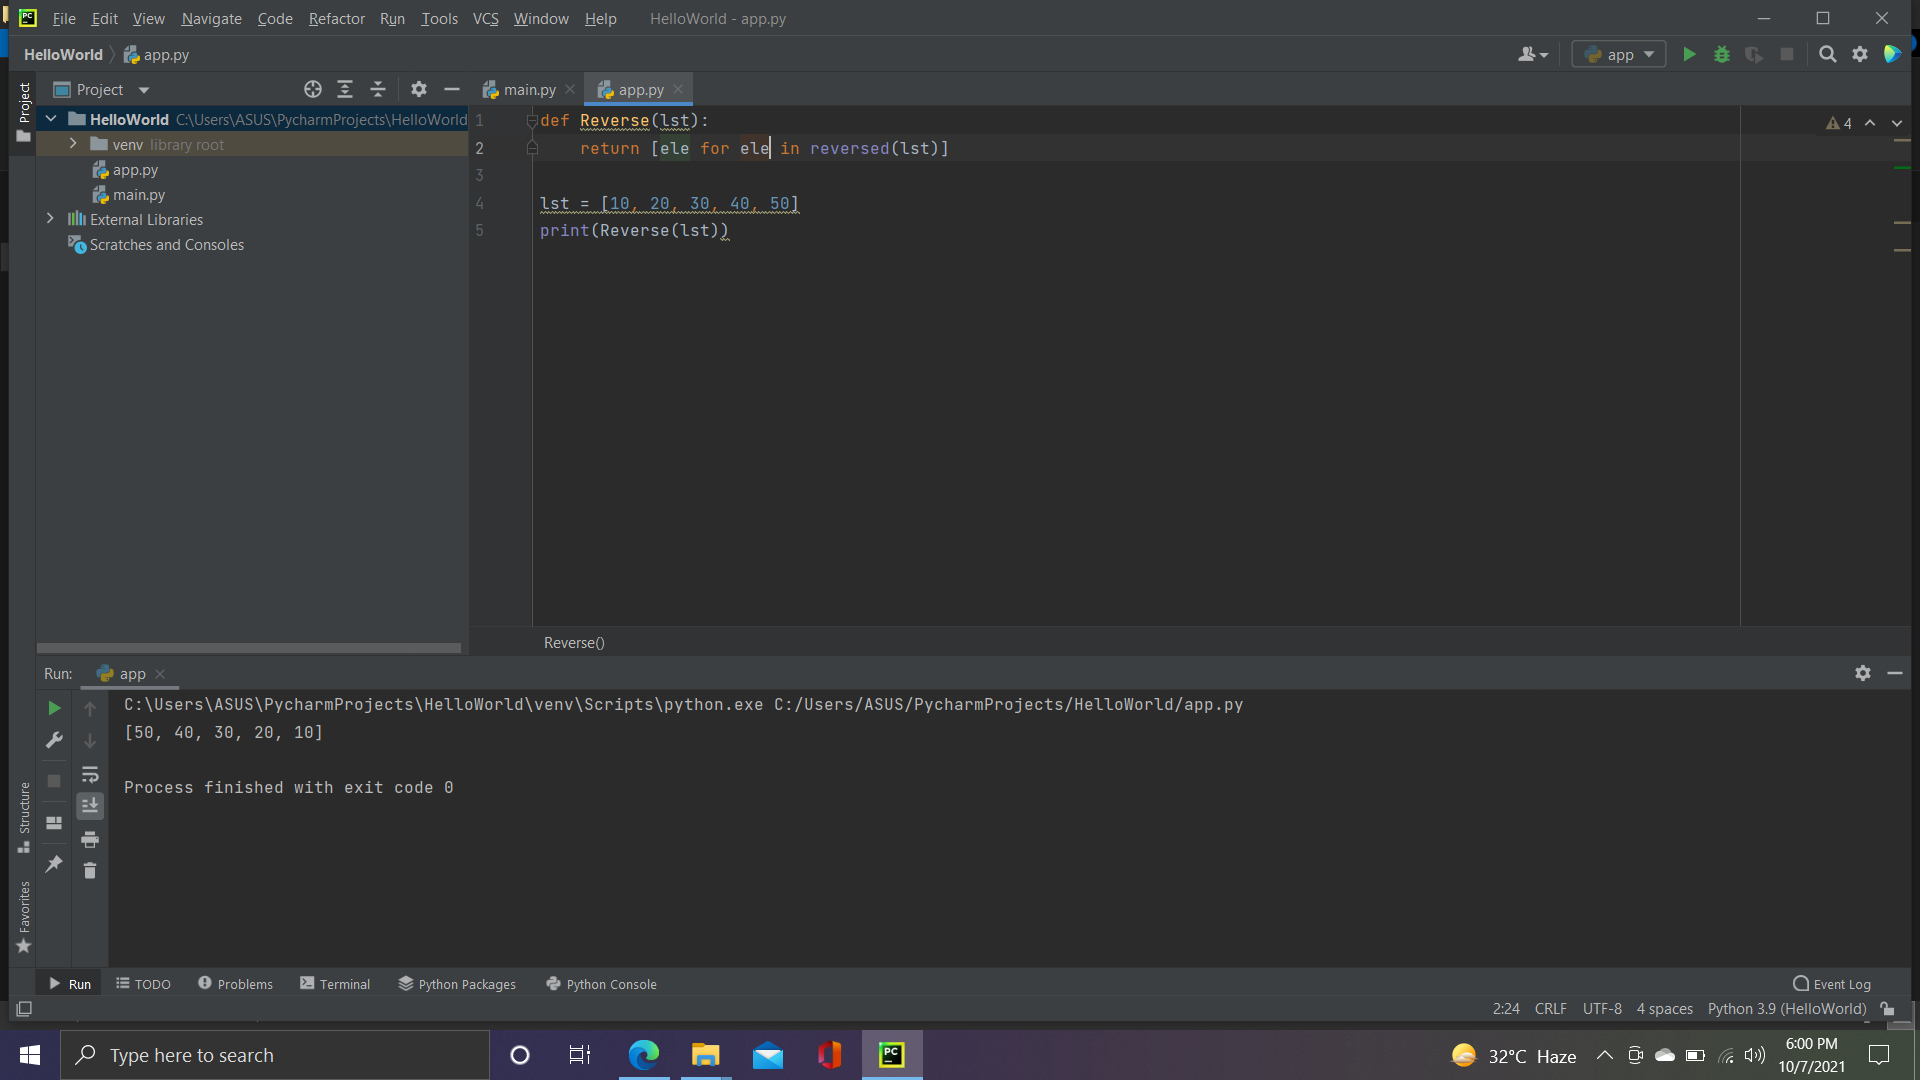 File Edit View Navigate Code Refactor Run Tools VCS Window Help HelloWorld - app.py
HelloWorld app.py app
Project main.py app.py
Project
HelloWorld C:\Users\ASUS\PycharmProjects\HelloWorld
venv library root
app.py
main.py
External Libraries
Scratches and Consoles
1 def Reverse(lst):
2 return [ele for ele in reversed(lst)]
3
4 lst = [10, 20, 30, 40, 50]
5 print(Reverse(lst))
4
Reverse()
Run: app
C:\Users\ASUS\PycharmProjects\HelloWorld\venv\Scripts\python.exe C:/Users/ASUS/PycharmProjects/HelloWorld/app.py
[50, 40, 30, 20, 10]
Process finished with exit code 0
Structure
Favorites
Run TODO Problems Terminal Python Packages Python Console Event Log
2:24 CRLF UTF-8 4 spaces Python 3.9 (HelloWorld)
Type here to search
PC
32°C Haze
6:00 PM
10/7/2021